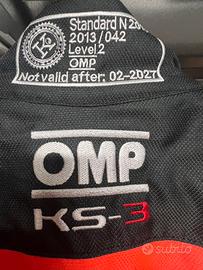 Standard N 2013/042
Level 2
OMP
Not valid after: 02-2027
OMP
KS-3
subito